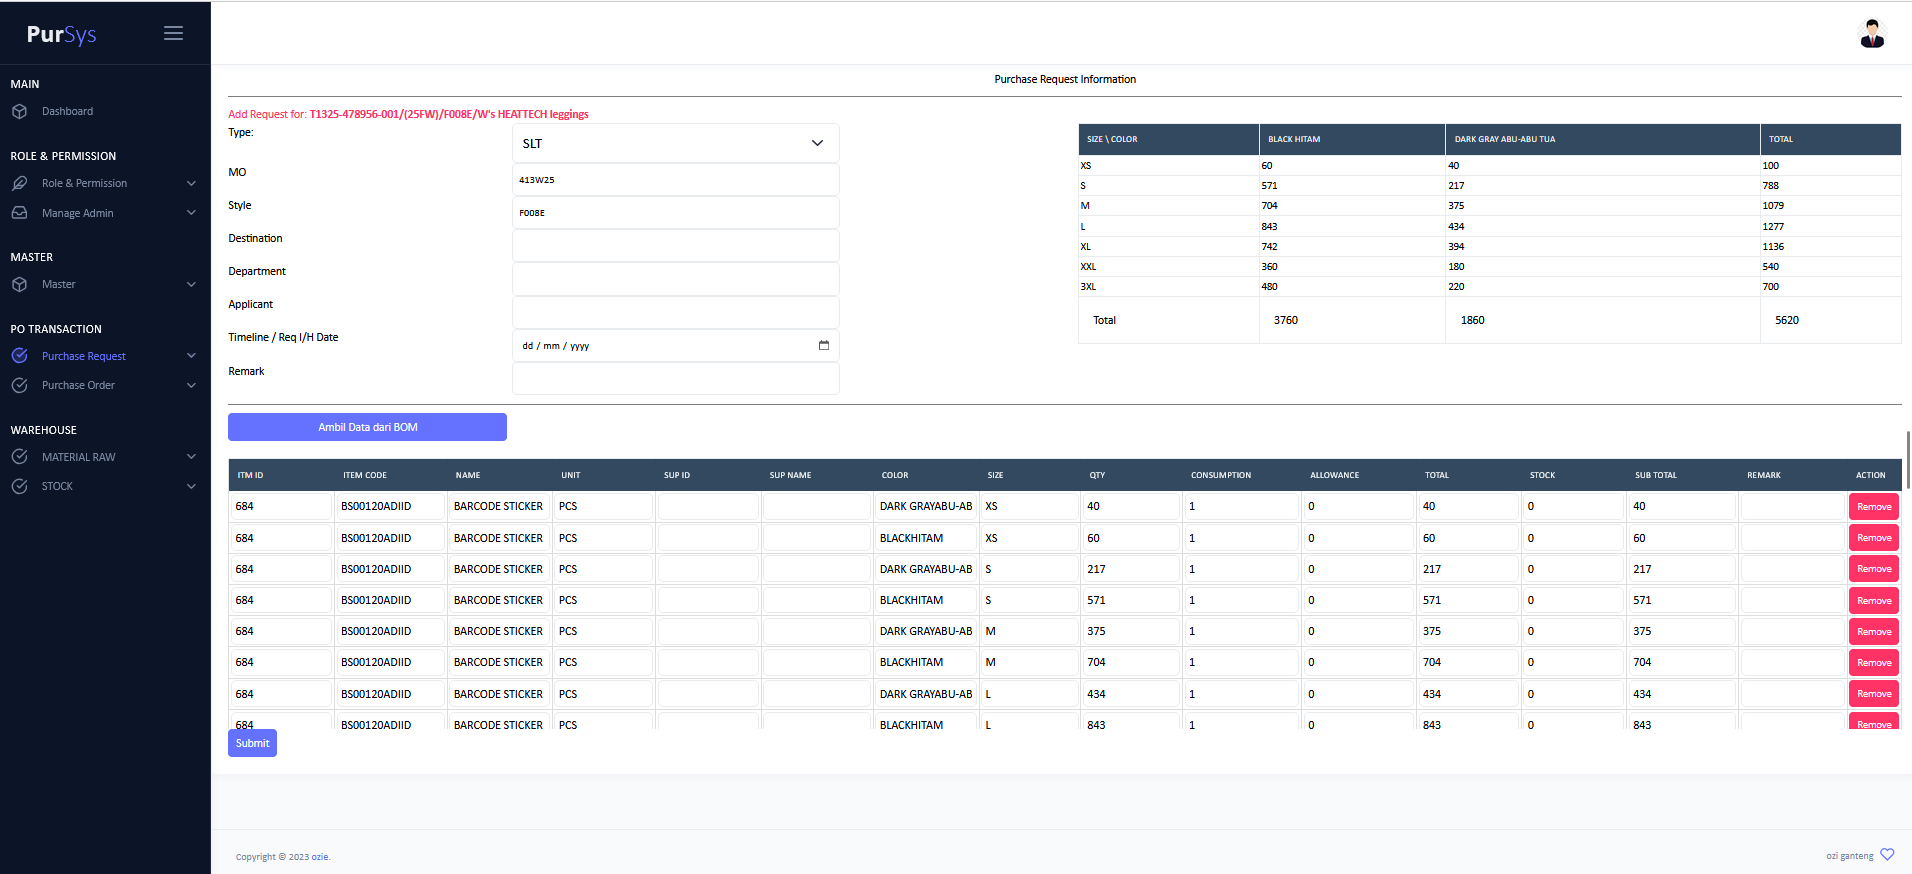 PurSys
MAIN
Dashboard
ROLE & PERMISSION
Role & Permission
Manage Admin
MASTER
Master
PO TRANSACTION
Purchase Request
Purchase Order
WAREHOUSE
MATERIAL RAW
STOCK
Purchase Request Information
Add Request for: T1325-478956-001/(25FW)/F008E/W's HEATTECH leggings
Type: SLT
MO 413W25
Style F008E
Destination
Department
Applicant
Timeline / Req I/H Date dd / mm / yyyy
Remark
SIZE \ COLOR BLACK HITAM DARK GRAY ABU-ABU TUA TOTAL
XS 60 40 100
S 571 217 788
M 704 375 1079
L 843 434 1277
XL 742 394 1136
XXL 360 180 540
3XL 480 220 700
Total 3760 1860 5620
Ambil Data dari BOM
ITM ID ITEM CODE NAME UNIT SUP ID SUP NAME COLOR SIZE QTY CONSUMPTION ALLOWANCE TOTAL STOCK SUB TOTAL REMARK ACTION
684 BS00120ADIID BARCODE STICKER PCS DARK GRAYABU-AB XS 40 1 0 40 0 40 Remove
684 BS00120ADIID BARCODE STICKER PCS BLACKHITAM XS 60 1 0 60 0 60 Remove
684 BS00120ADIID BARCODE STICKER PCS DARK GRAYABU-AB S 217 1 0 217 0 217 Remove
684 BS00120ADIID BARCODE STICKER PCS BLACKHITAM S 571 1 0 571 0 571 Remove
684 BS00120ADIID BARCODE STICKER PCS DARK GRAYABU-AB M 375 1 0 375 0 375 Remove
684 BS00120ADIID BARCODE STICKER PCS BLACKHITAM M 704 1 0 704 0 704 Remove
684 BS00120ADIID BARCODE STICKER PCS DARK GRAYABU-AB L 434 1 0 434 0 434 Remove
684 BS00120ADIID BARCODE STICKER PCS BLACKHITAM L 843 1 0 843 0 843 Remove
Submit
Copyright © 2023 ozie.
ozi ganteng